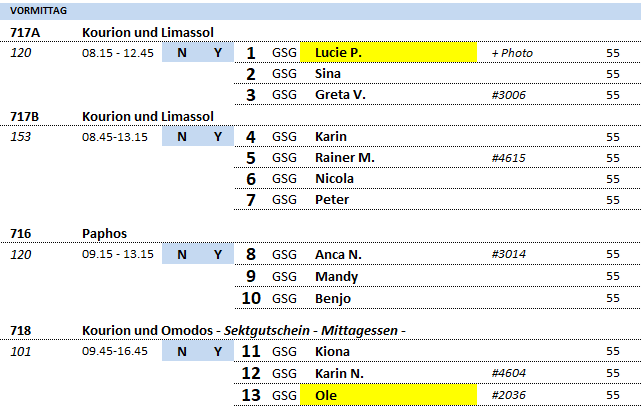 VORMITTAG
717A Kourion und Limassol
120 08.15 - 12.45 N Y 1 GSG Lucie P. + Photo 55
2 GSG Sina 55
3 GSG Greta V. #3006 55
717B Kourion und Limassol
153 08.45-13.15 N Y 4 GSG Karin 55
5 GSG Rainer M. #4615 55
6 GSG Nicola 55
7 GSG Peter 55
716 Paphos
120 09.15 - 13.15 N Y 8 GSG Anca N. #3014 55
9 GSG Mandy 55
10 GSG Benjo 55
718 Kourion und Omodos - Sektgutschein - Mittagessen -
101 09.45-16.45 N Y 11 GSG Kiona 55
12 GSG Karin N. #4604 55
13 GSG Ole #2036 55